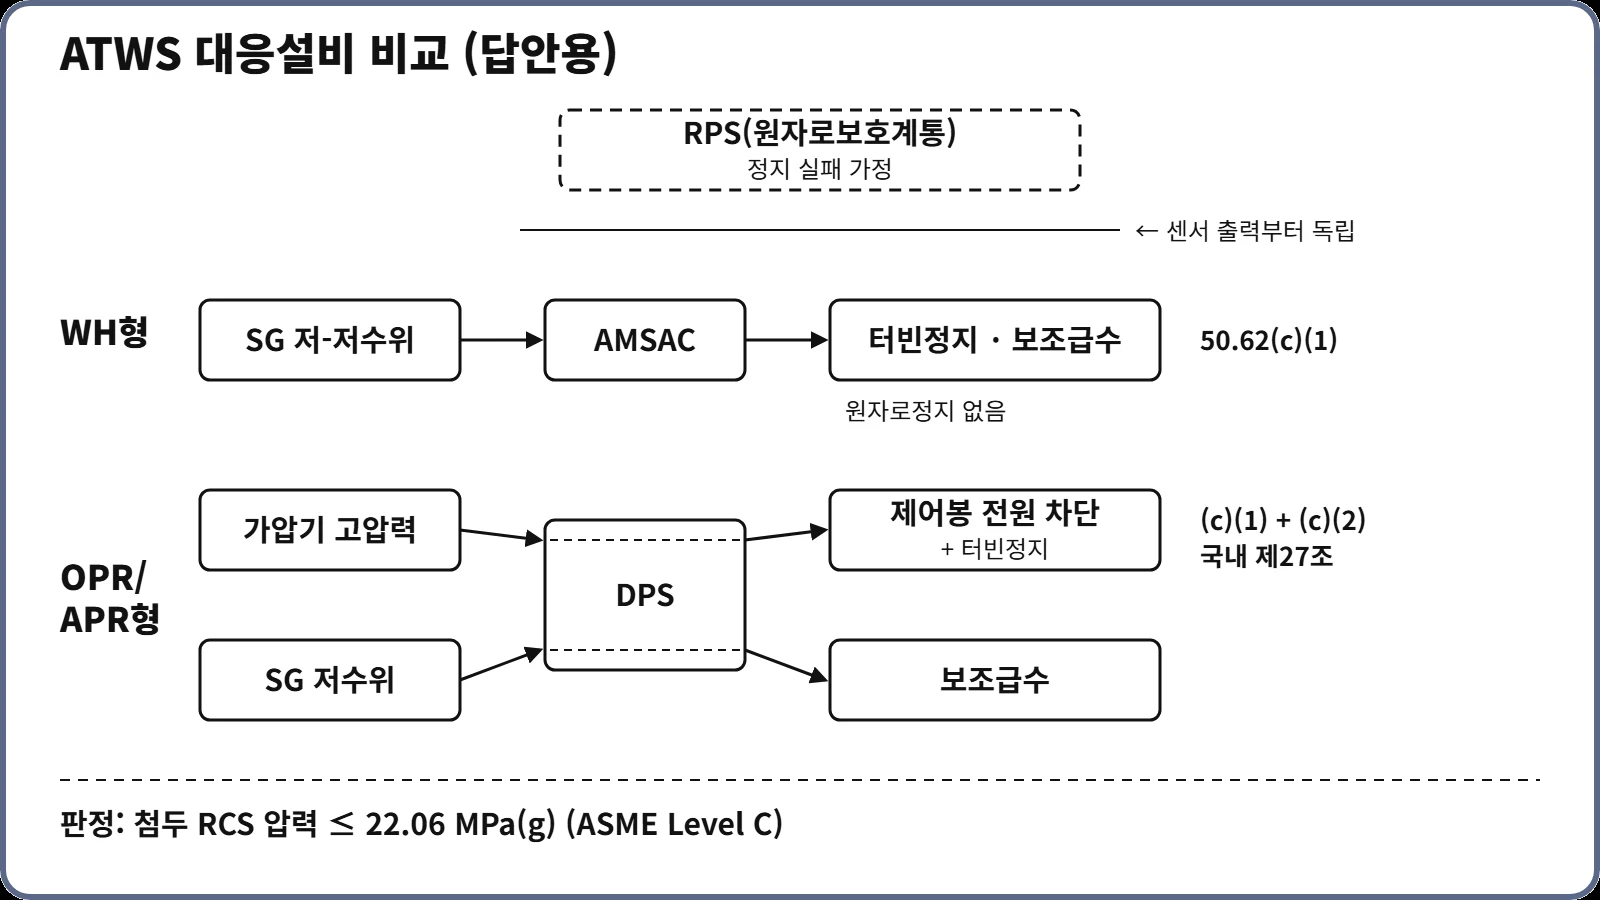 ATWS 대응설비 비교 (답안용)
RPS(원자로보호계통)
정지 실패 가정
← 센서 출력부터 독립
WH형
SG 저-저수위
AMSAC
터빈정지 · 보조급수
50.62(c)(1)
원자로정지 없음
OPR/
APR형
가압기 고압력
SG 저수위
DPS
제어봉 전원 차단
+ 터빈정지
보조급수
(c)(1) + (c)(2)
국내 제27조
판정: 첨두 RCS 압력 ≤ 22.06 MPa(g) (ASME Level C)